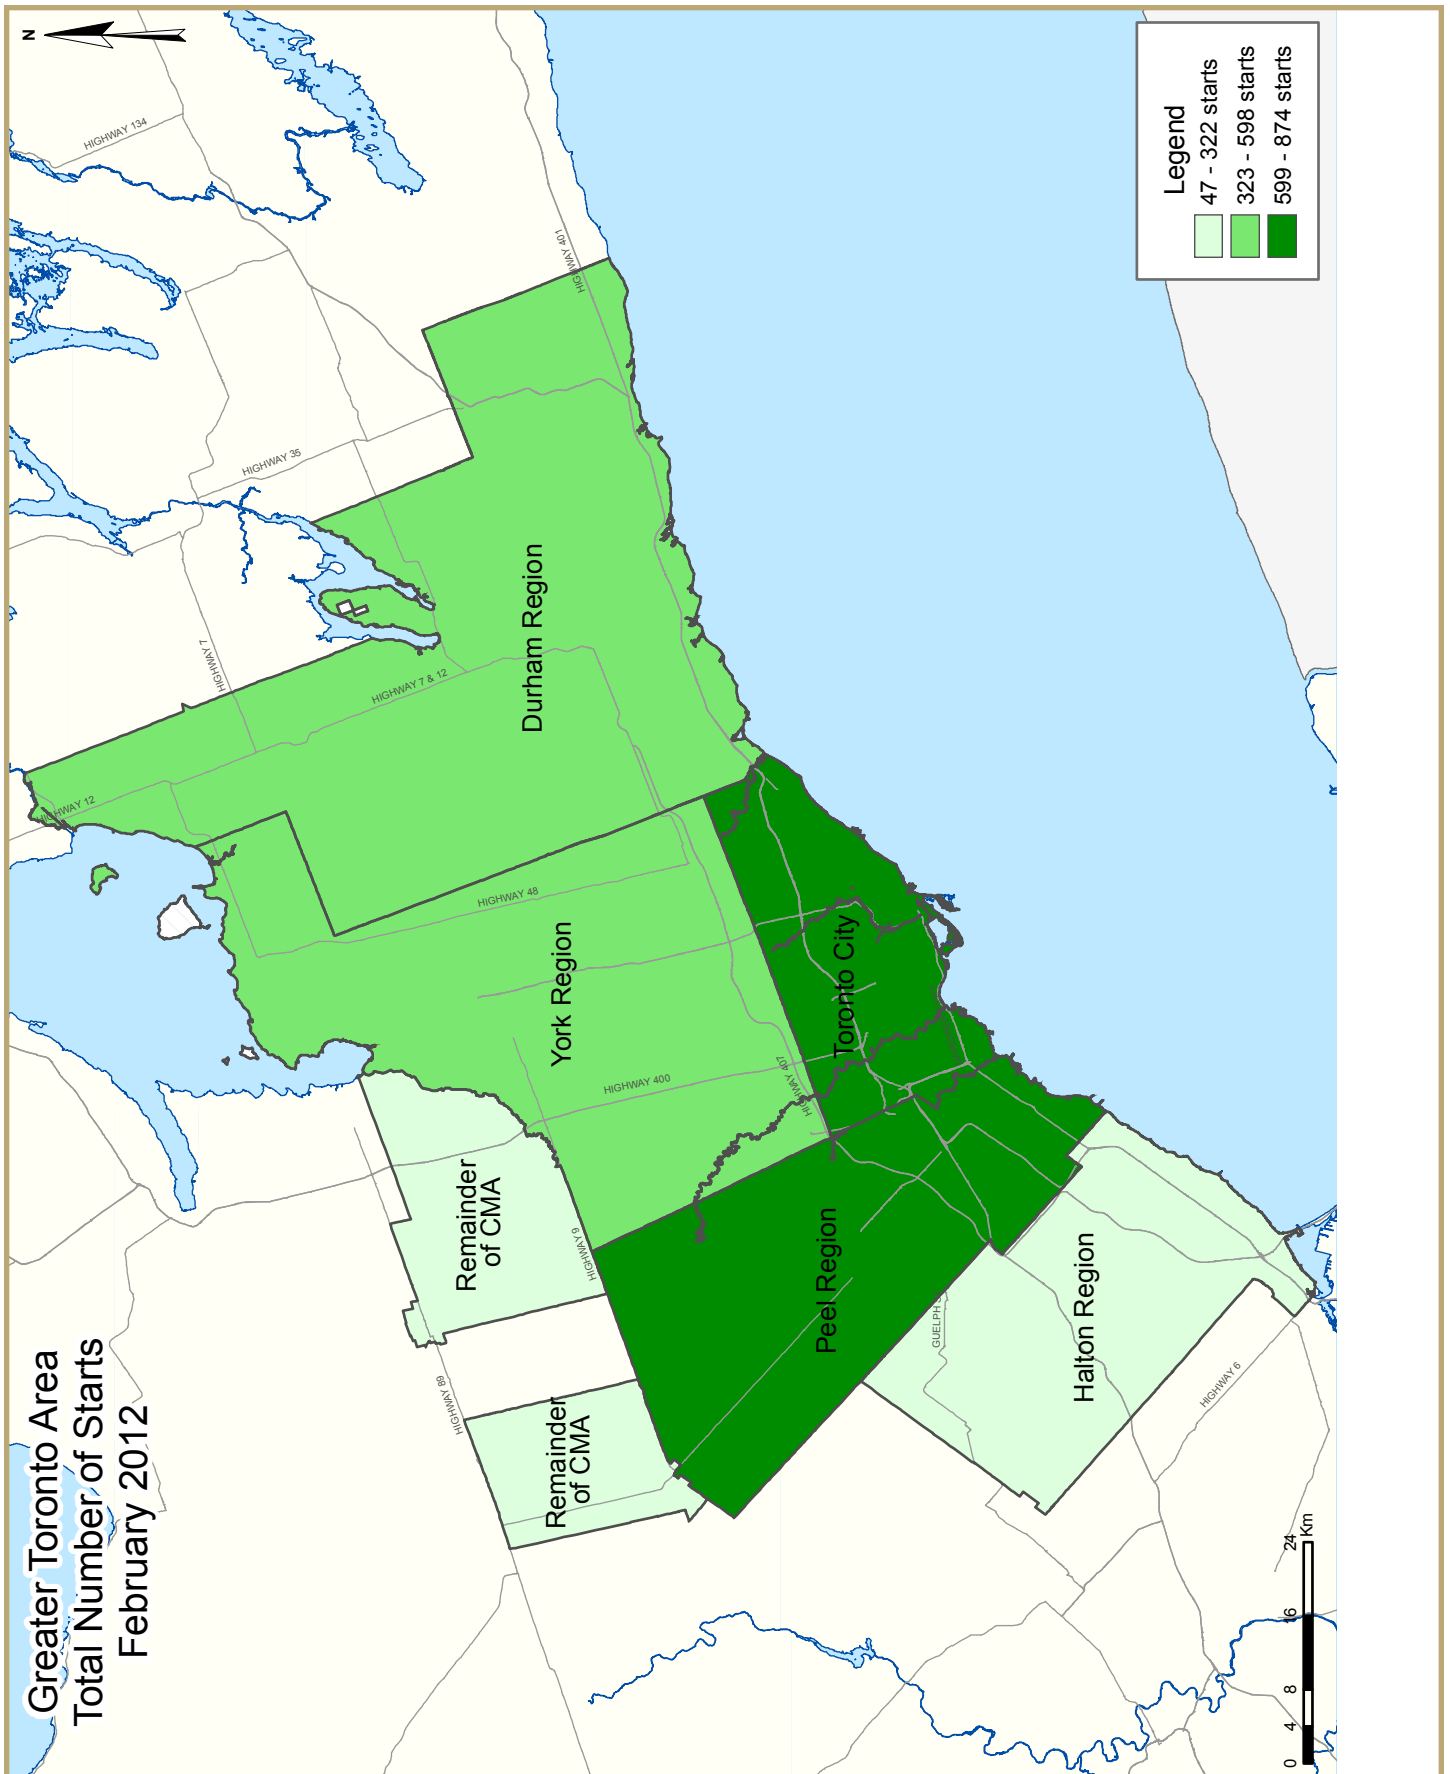 Greater Toronto Area
Total Number of Starts
February 2012
N
HIGHWAY 134
HIGHWAY 401
HIGHWAY 35
HIGHWAY 7
HIGHWAY 7 & 12
HIGHWAY 12
Durham Region
HIGHWAY 48
York Region
HIGHWAY 400
HIGHWAY 407
Toronto City
Remainder
of CMA
HIGHWAY 9
HIGHWAY 89
Remainder
of CMA
Peel Region
GUELPH
Halton Region
HIGHWAY 6
Legend
47 - 322 starts
323 - 598 starts
599 - 874 starts
0 4 8 16 24
Km